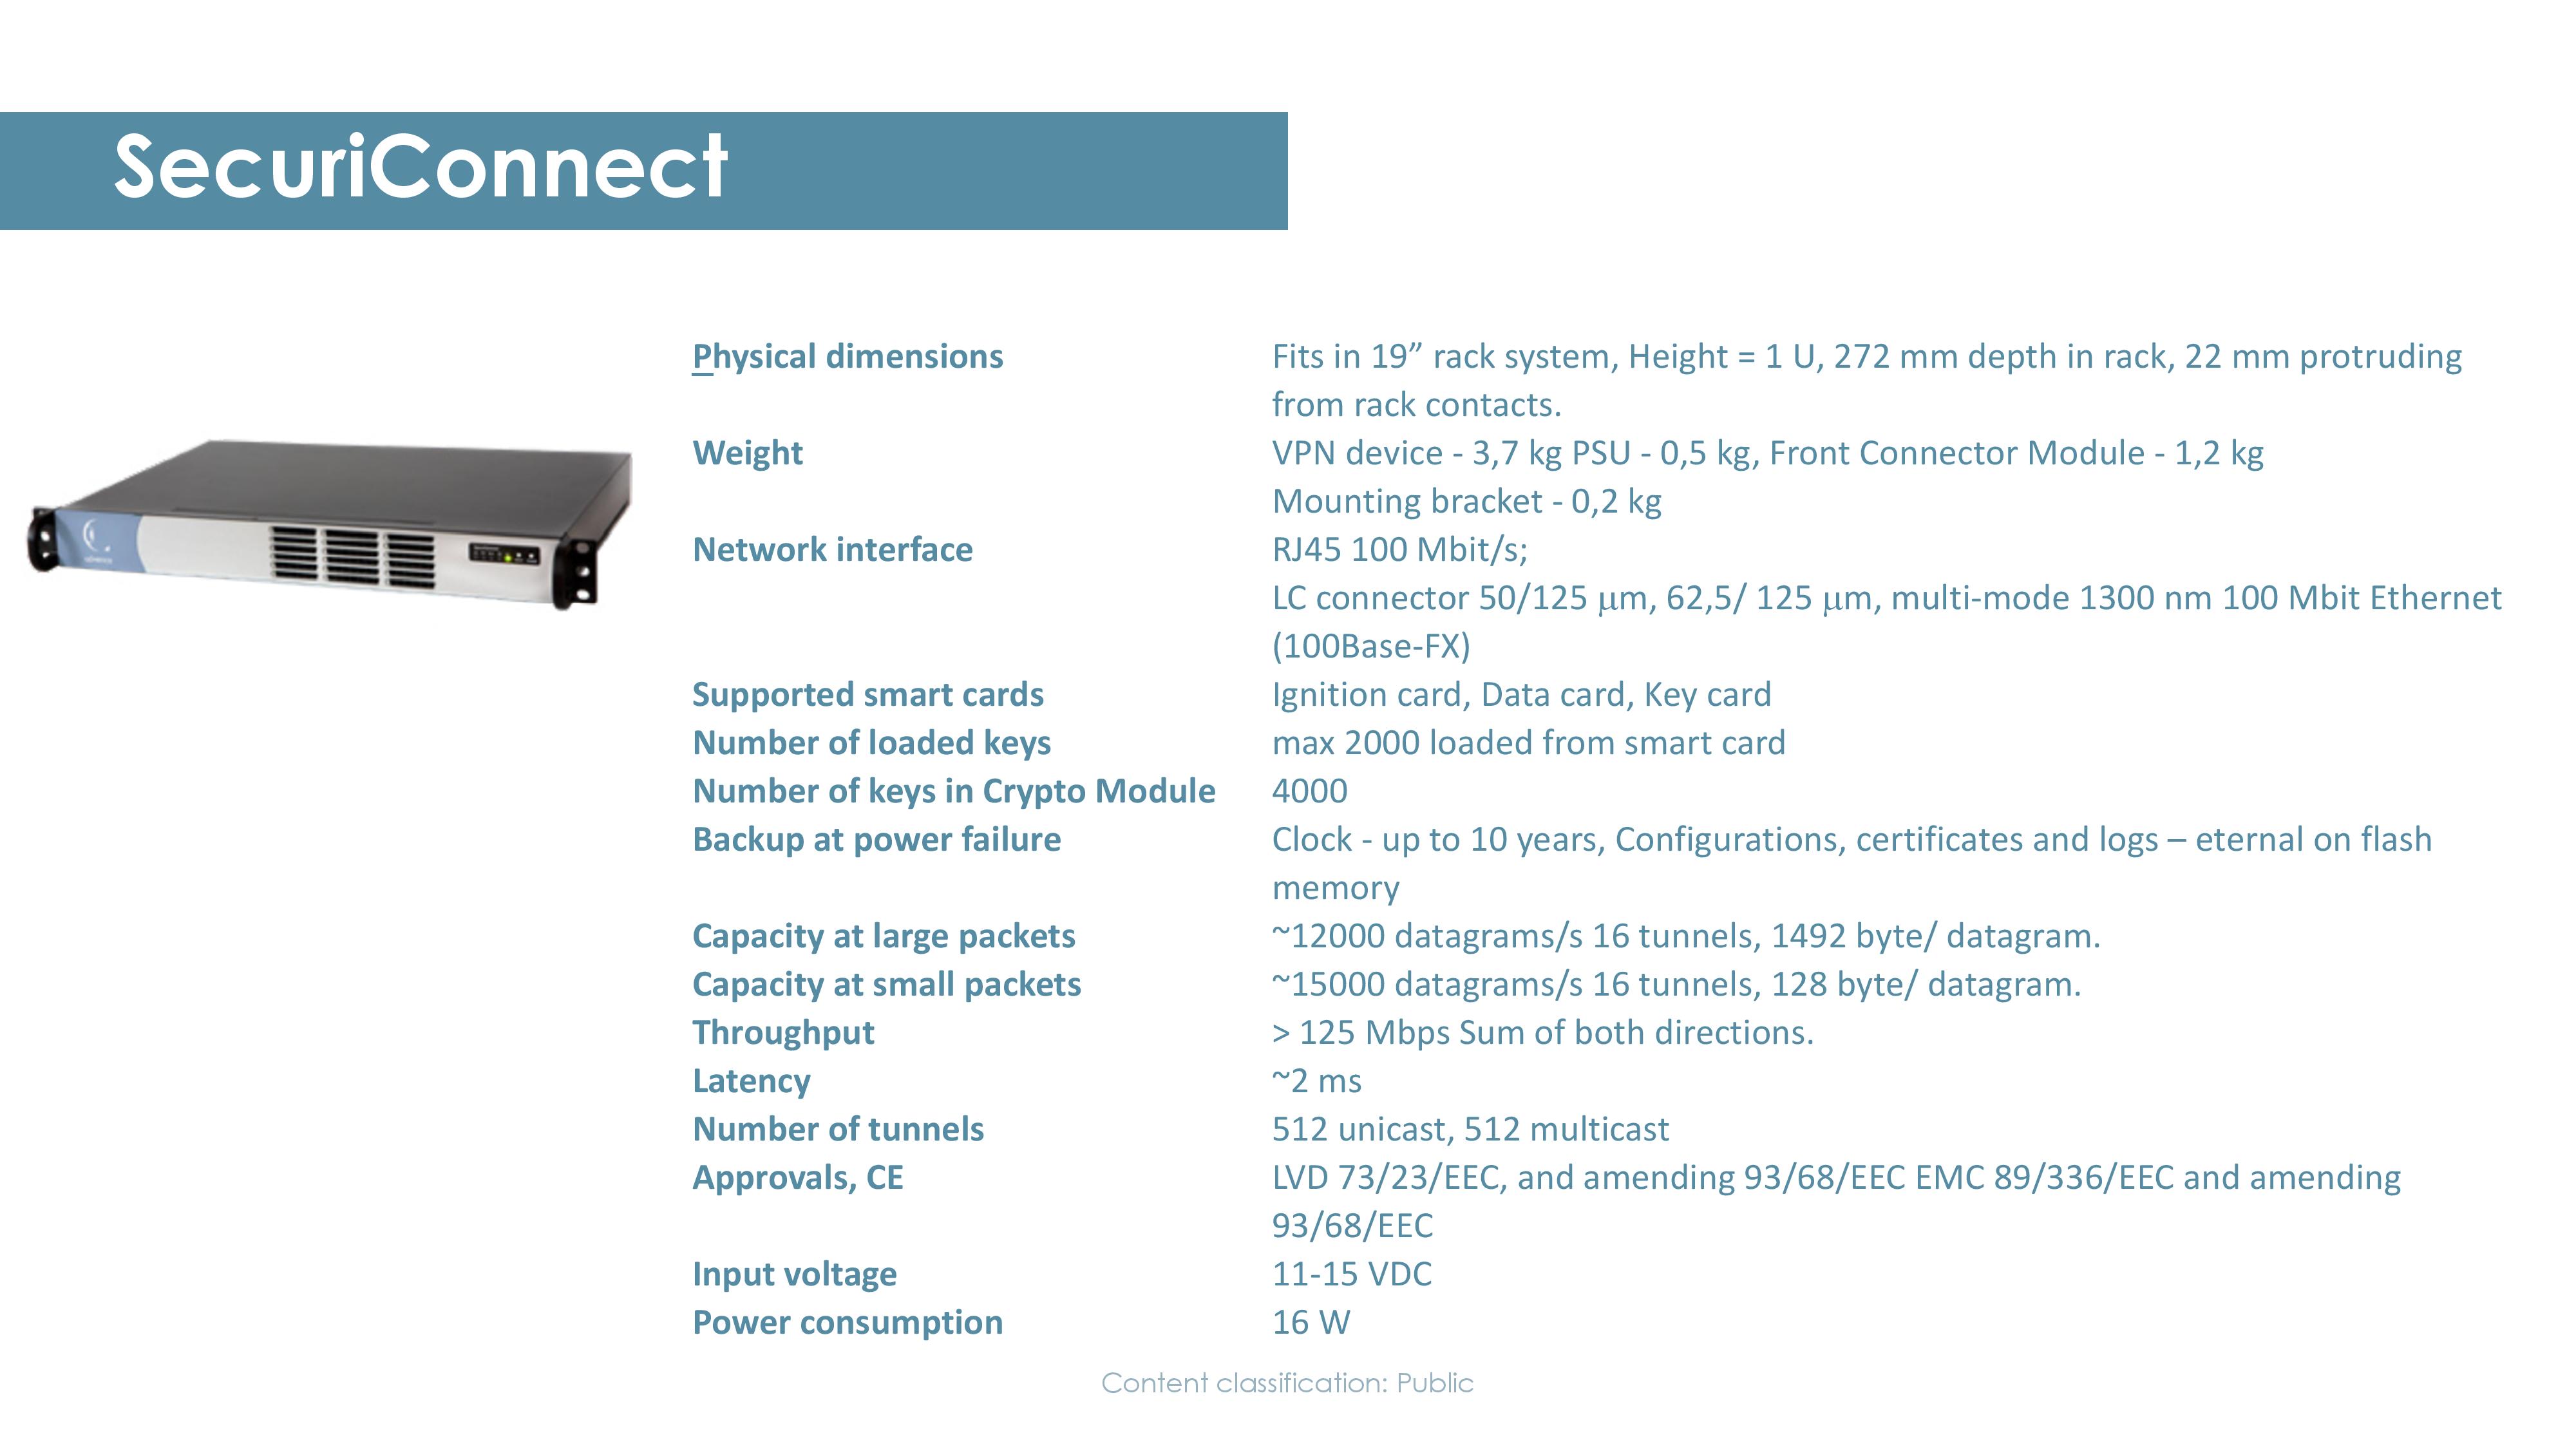 SecuriConnect
Physical dimensions Fits in 19” rack system, Height = 1 U, 272 mm depth in rack, 22 mm protruding
from rack contacts.
Weight VPN device - 3,7 kg PSU - 0,5 kg, Front Connector Module - 1,2 kg
Mounting bracket - 0,2 kg
Network interface RJ45 100 Mbit/s;
LC connector 50/125 µm, 62,5/ 125 µm, multi-mode 1300 nm 100 Mbit Ethernet
(100Base-FX)
Supported smart cards Ignition card, Data card, Key card
Number of loaded keys max 2000 loaded from smart card
Number of keys in Crypto Module 4000
Backup at power failure Clock - up to 10 years, Configurations, certificates and logs – eternal on flash
memory
Capacity at large packets ~12000 datagrams/s 16 tunnels, 1492 byte/ datagram.
Capacity at small packets ~15000 datagrams/s 16 tunnels, 128 byte/ datagram.
Throughput > 125 Mbps Sum of both directions.
Latency ~2 ms
Number of tunnels 512 unicast, 512 multicast
Approvals, CE LVD 73/23/EEC, and amending 93/68/EEC EMC 89/336/EEC and amending
93/68/EEC
Input voltage 11-15 VDC
Power consumption 16 W
Content classification: Public